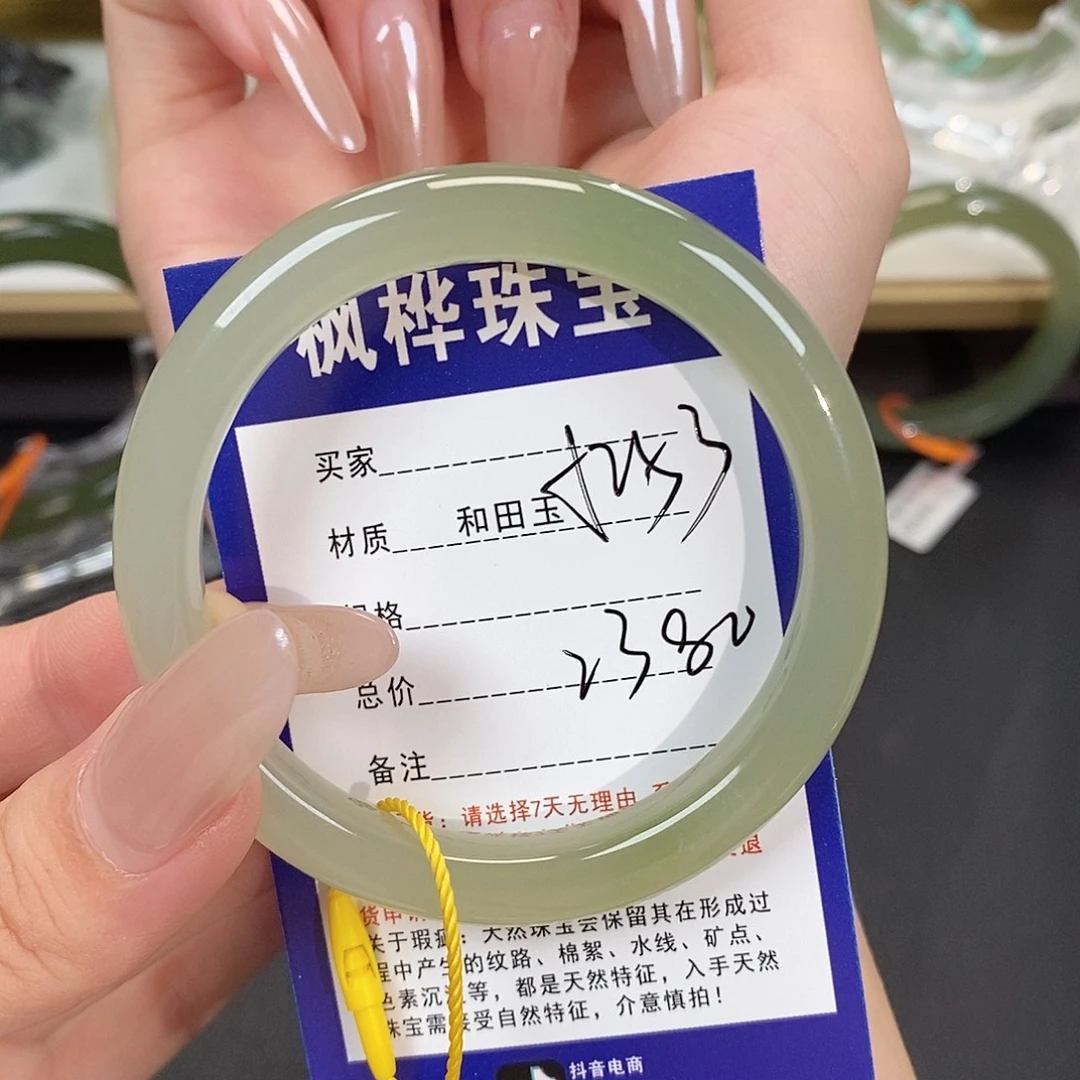 枫桦珠宝
买家
材质 和田玉
规格
总价 2380
备注
货：请选择7天无理由
退
关于瑕疵：天然珠宝会保留其在形成过
程中产生的纹路、棉絮、水线、矿点、
色素沉淀等，都是天然特征，入手天然
珠宝需接受自然特征，介意慎拍！
抖音电商